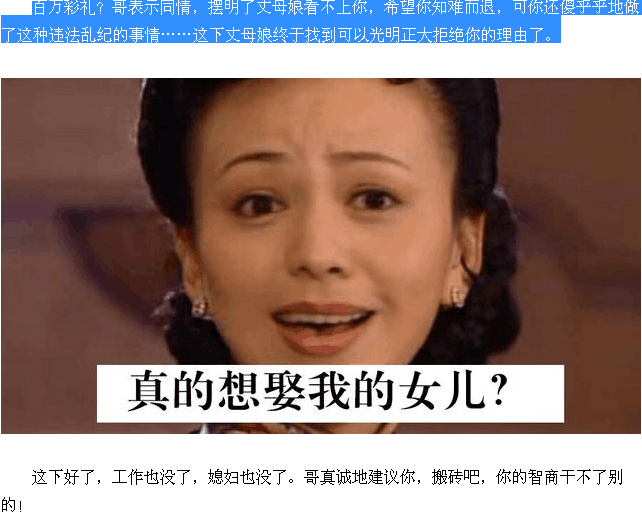 百万彩礼？哥表示同情，摆明了丈母娘看不上你，希望你知难而退，可你还傻乎乎地做
了这种违法乱纪的事情……这下丈母娘终于找到可以光明正大拒绝你的理由了。
真的想娶我的女儿？
这下好了，工作也没了，媳妇也没了。哥真诚地建议你，搬砖吧，你的智商干不了别
的！